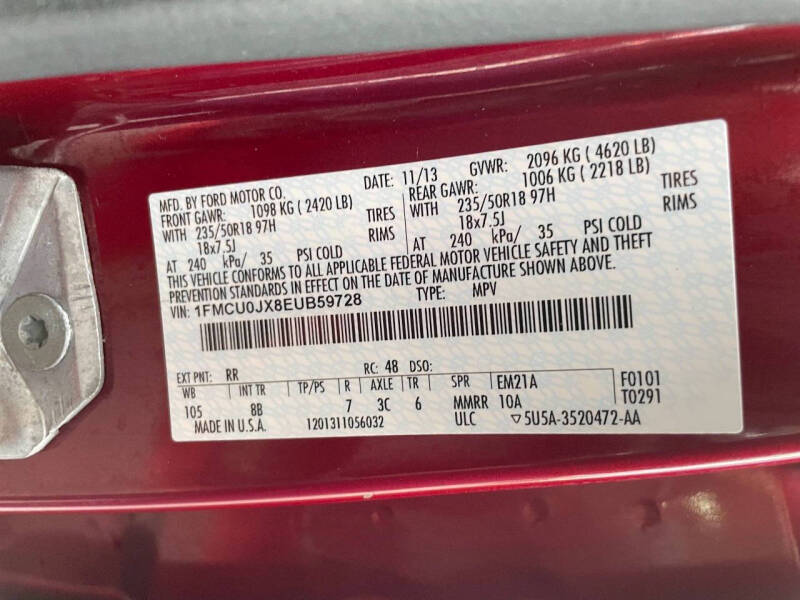 MFD. BY FORD MOTOR CO. DATE: 11/13 GVWR: 2096 KG ( 4620 LB)
FRONT GAWR: 1098 KG ( 2420 LB) REAR GAWR: 1006 KG ( 2218 LB)
WITH 235/50R18 97H TIRES WITH 235/50R18 97H TIRES
18x7.5J RIMS 18x7.5J RIMS
AT 240 kPa/ 35 PSI COLD AT 240 kPa/ 35 PSI COLD
THIS VEHICLE CONFORMS TO ALL APPLICABLE FEDERAL MOTOR VEHICLE SAFETY AND THEFT
PREVENTION STANDARDS IN EFFECT ON THE DATE OF MANUFACTURE SHOWN ABOVE.
VIN: 1FMCU0JX8EUB59728 TYPE: MPV
EXT PNT: RR RC: 48 DSO:
WB INT TR TP/PS R AXLE TR SPR EM21A F0101
105 8B 7 3C 6 MMRR 10A T0291
MADE IN U.S.A. 1201311056032 ULC ▽5U5A-3520472-AA